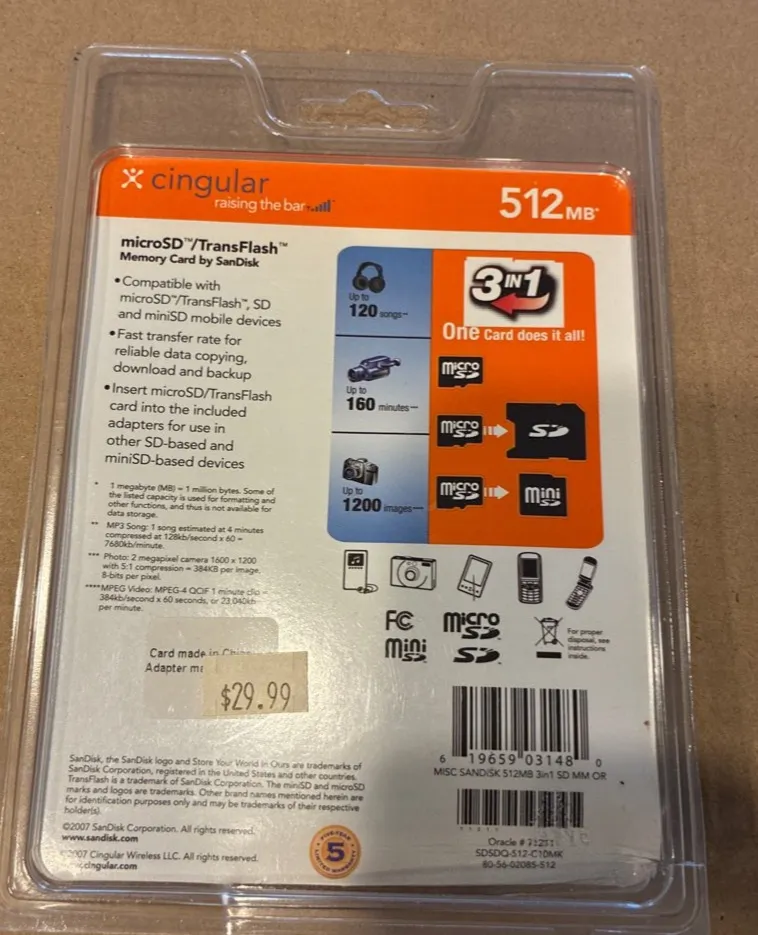 cingular
raising the bar
512MB*
microSD™/TransFlash™
Memory Card by SanDisk
• Compatible with
microSD™/TransFlash™, SD
and miniSD mobile devices
• Fast transfer rate for
reliable data copying,
download and backup
• Insert microSD/TransFlash
card into the included
adapters for use in
other SD-based and
miniSD-based devices
* 1 megabyte (MB) = 1 million bytes. Some of
the listed capacity is used for formatting and
other functions, and thus is not available for
data storage.
** MP3 Song: 1 song estimated at 4 minutes
compressed at 128kb/second x 60 =
7680kb/minute.
*** Photo: 2 megapixel camera 1600 x 1200
with 5:1 compression = 384KB per image,
8-bits per pixel.
****MPEG Video: MPEG-4 QCIF 1 minute clip =
384kb/second x 60 seconds, or 23,040kb
per minute.
Up to
120 songs**
Up to
160 minutes****
Up to
1200 images***
3 IN 1
One Card does it all!
micro SD
micro SD
SD
micro SD
mini SD
FC
micro SD
mini SD
SD
For proper
disposal, see
instructions
inside.
Card made in
Adapter
$29.99
6 19659 03148 0
MISC SANDISK 512MB 3in1 SD MM OR
Oracle #
SDSDQ-512-C10MK
80-56-02085-512
SanDisk, the SanDisk logo and Store Your World In Ours are trademarks of
SanDisk Corporation, registered in the United States and other countries.
TransFlash is a trademark of SanDisk Corporation. The miniSD and microSD
marks and logos are trademarks. Other brand names mentioned herein are
for identification purposes only and may be trademarks of their respective
holder(s).
©2007 SanDisk Corporation. All rights reserved.
www.sandisk.com
2007 Cingular Wireless LLC. All rights reserved.
.cingular.com
FIVE-YEAR
5
LIMITED WARRANTY